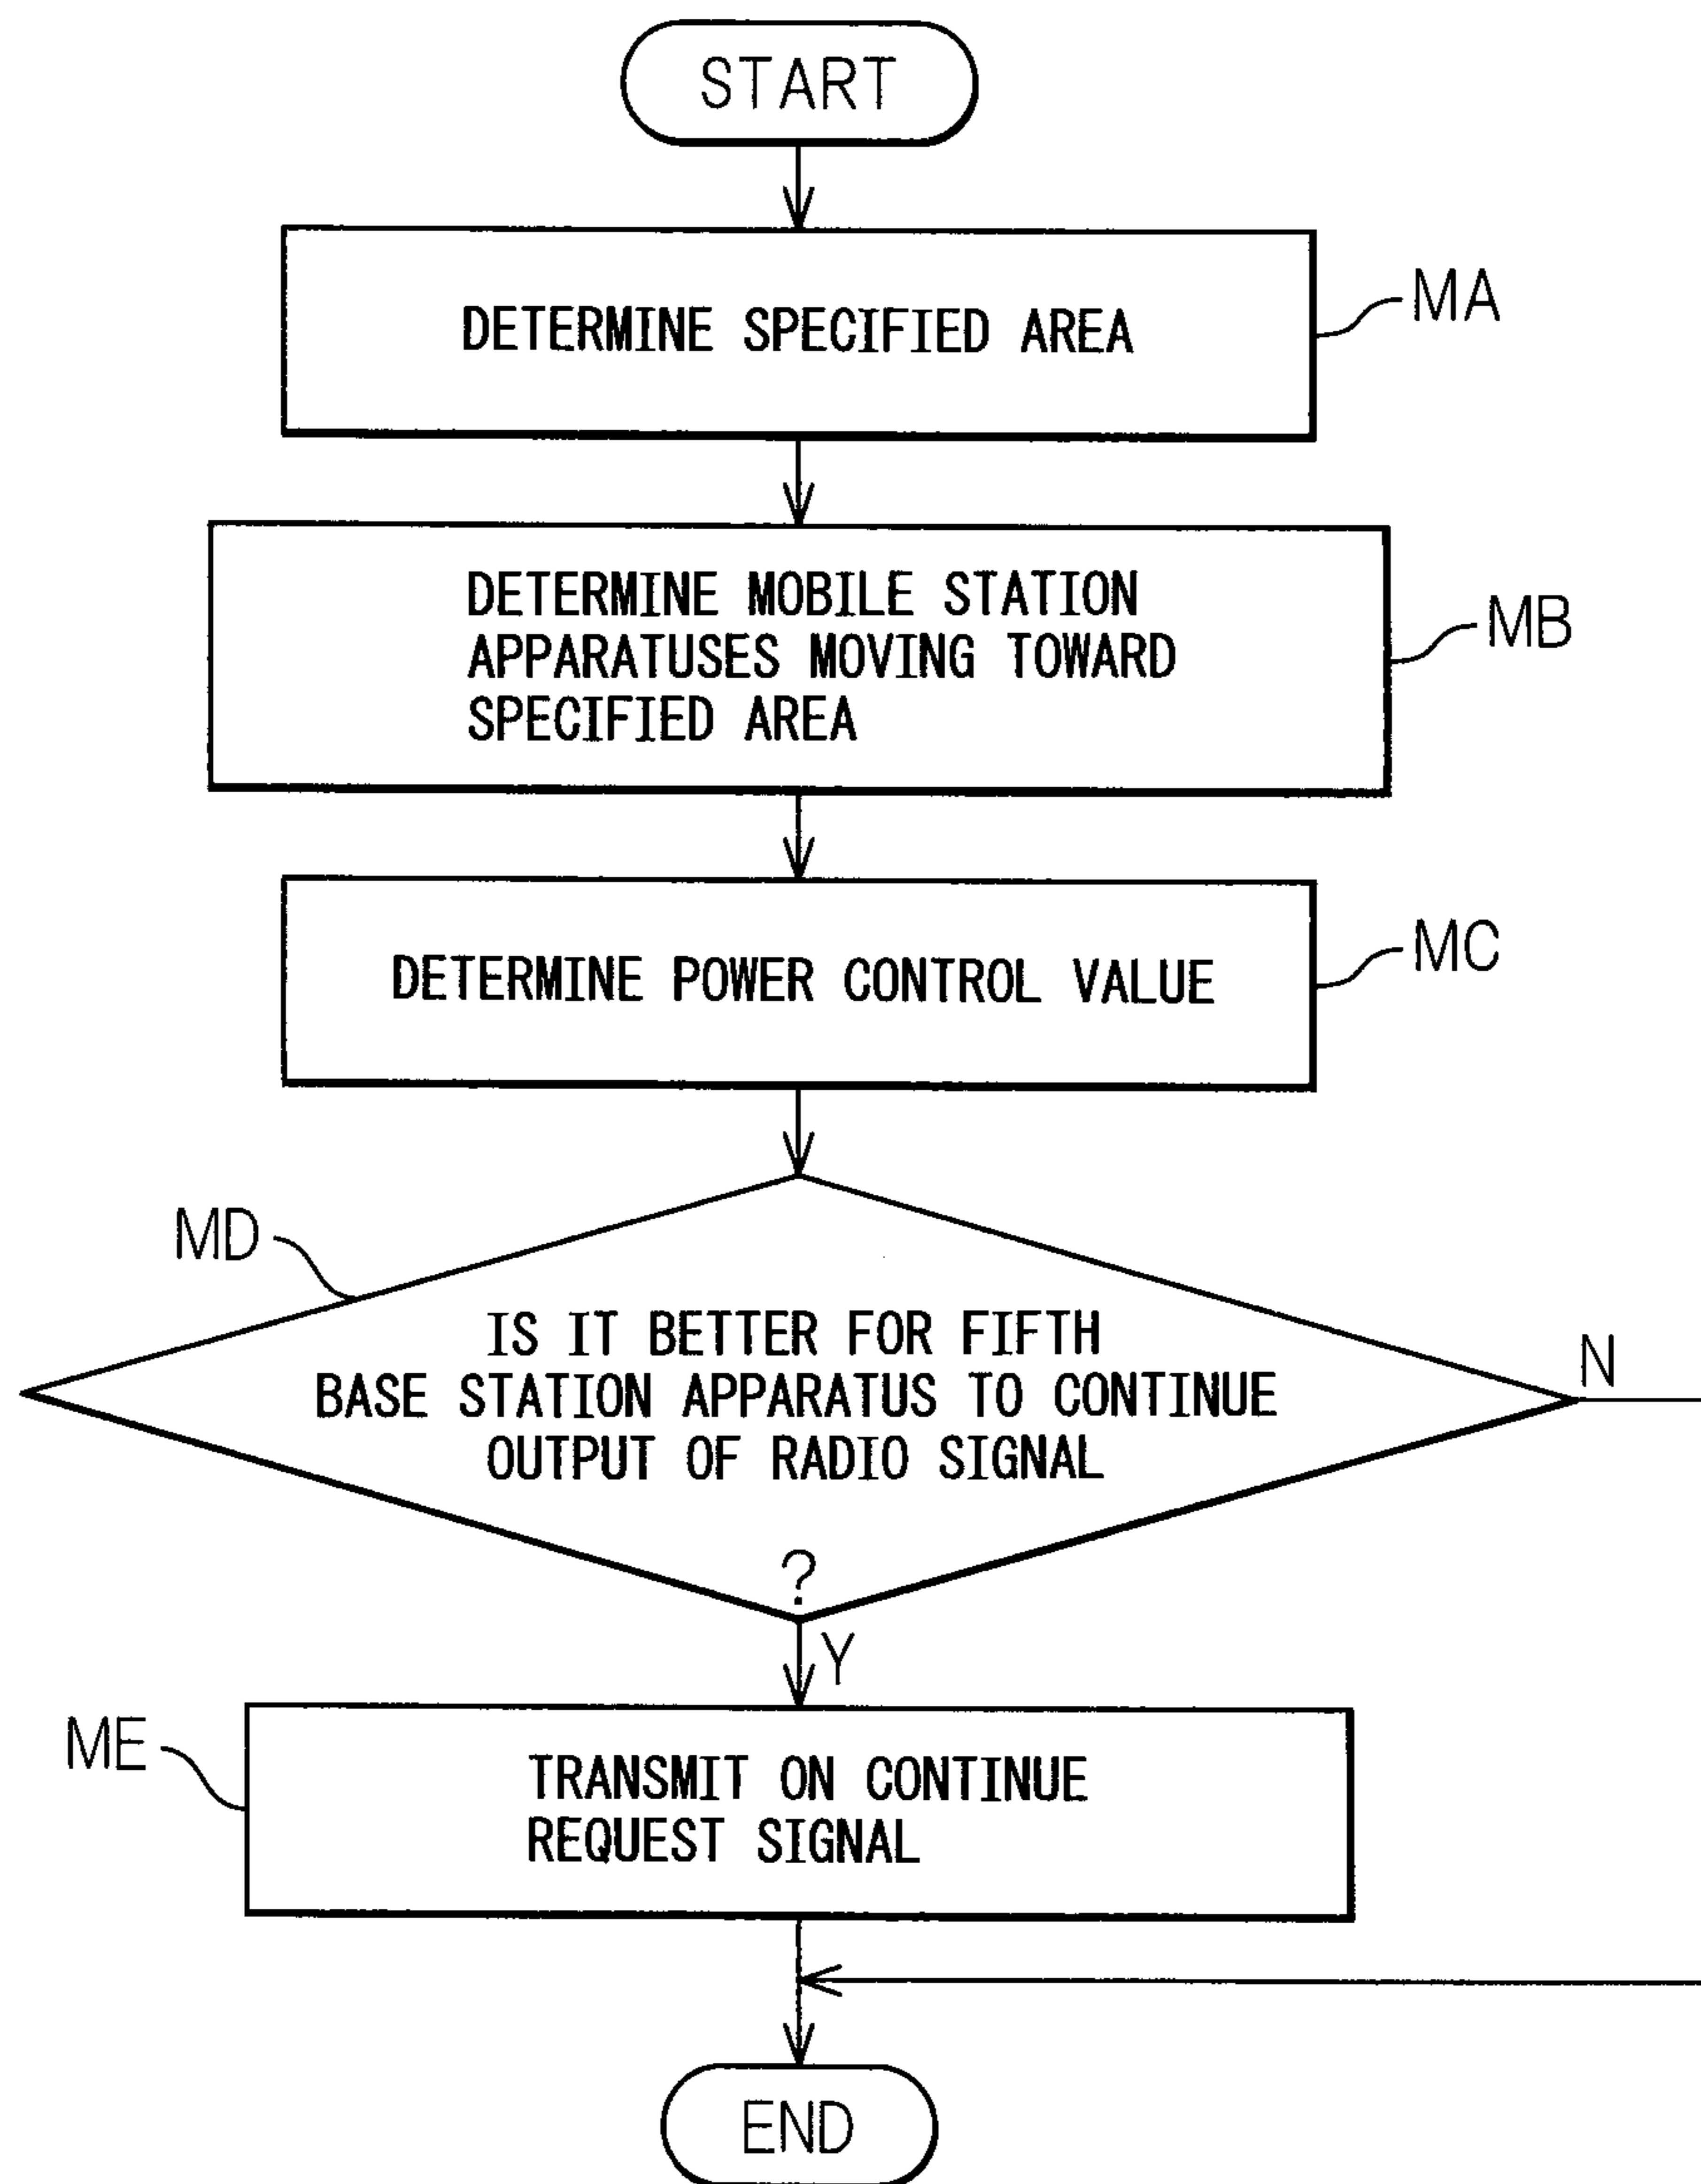 START
DETERMINE SPECIFIED AREA
MA
DETERMINE MOBILE STATION
APPARATUSES MOVING TOWARD
SPECIFIED AREA
MB
DETERMINE POWER CONTROL VALUE
MC
MD
IS IT BETTER FOR FIFTH
BASE STATION APPARATUS TO CONTINUE
OUTPUT OF RADIO SIGNAL
?
N
Y
ME
TRANSMIT ON CONTINUE
REQUEST SIGNAL
END